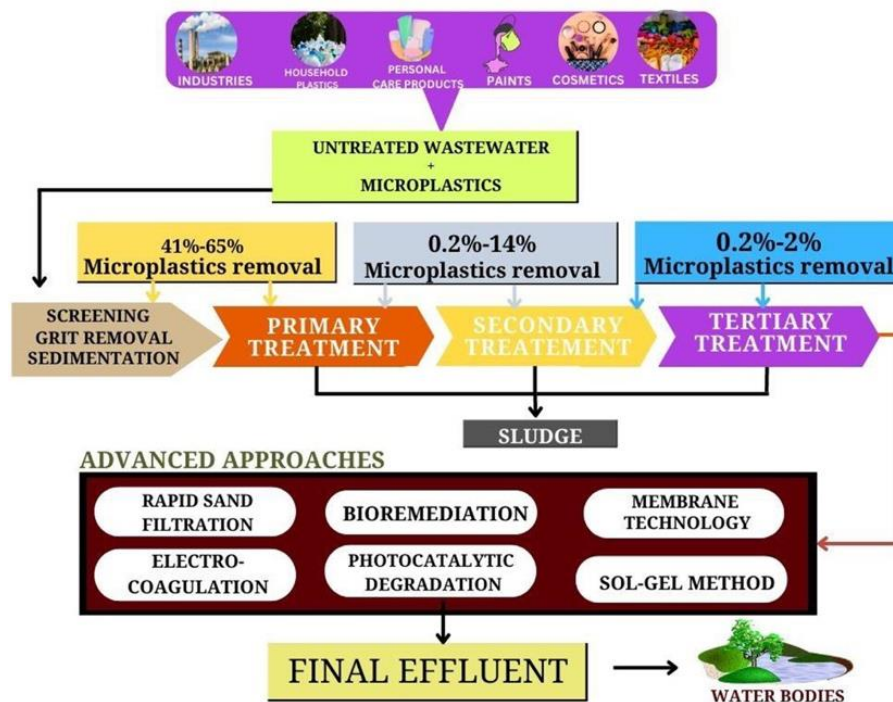 INDUSTRIES
HOUSEHOLD
PLASTICS
PERSONAL
CARE PRODUCTS
PAINTS
COSMETICS
TEXTILES
UNTREATED WASTEWATER
+
MICROPLASTICS
41%-65%
Microplastics removal
0.2%-14%
Microplastics removal
0.2%-2%
Microplastics removal
SCREENING
GRIT REMOVAL
SEDIMENTATION
PRIMARY
TREATMENT
SECONDARY
TREATEMENT
TERTIARY
TREATMENT
SLUDGE
ADVANCED APPROACHES
RAPID SAND
FILTRATION
BIOREMEDIATION
MEMBRANE
TECHNOLOGY
ELECTRO-
COAGULATION
PHOTOCATALYTIC
DEGRADATION
SOL-GEL METHOD
FINAL EFFLUENT
WATER BODIES